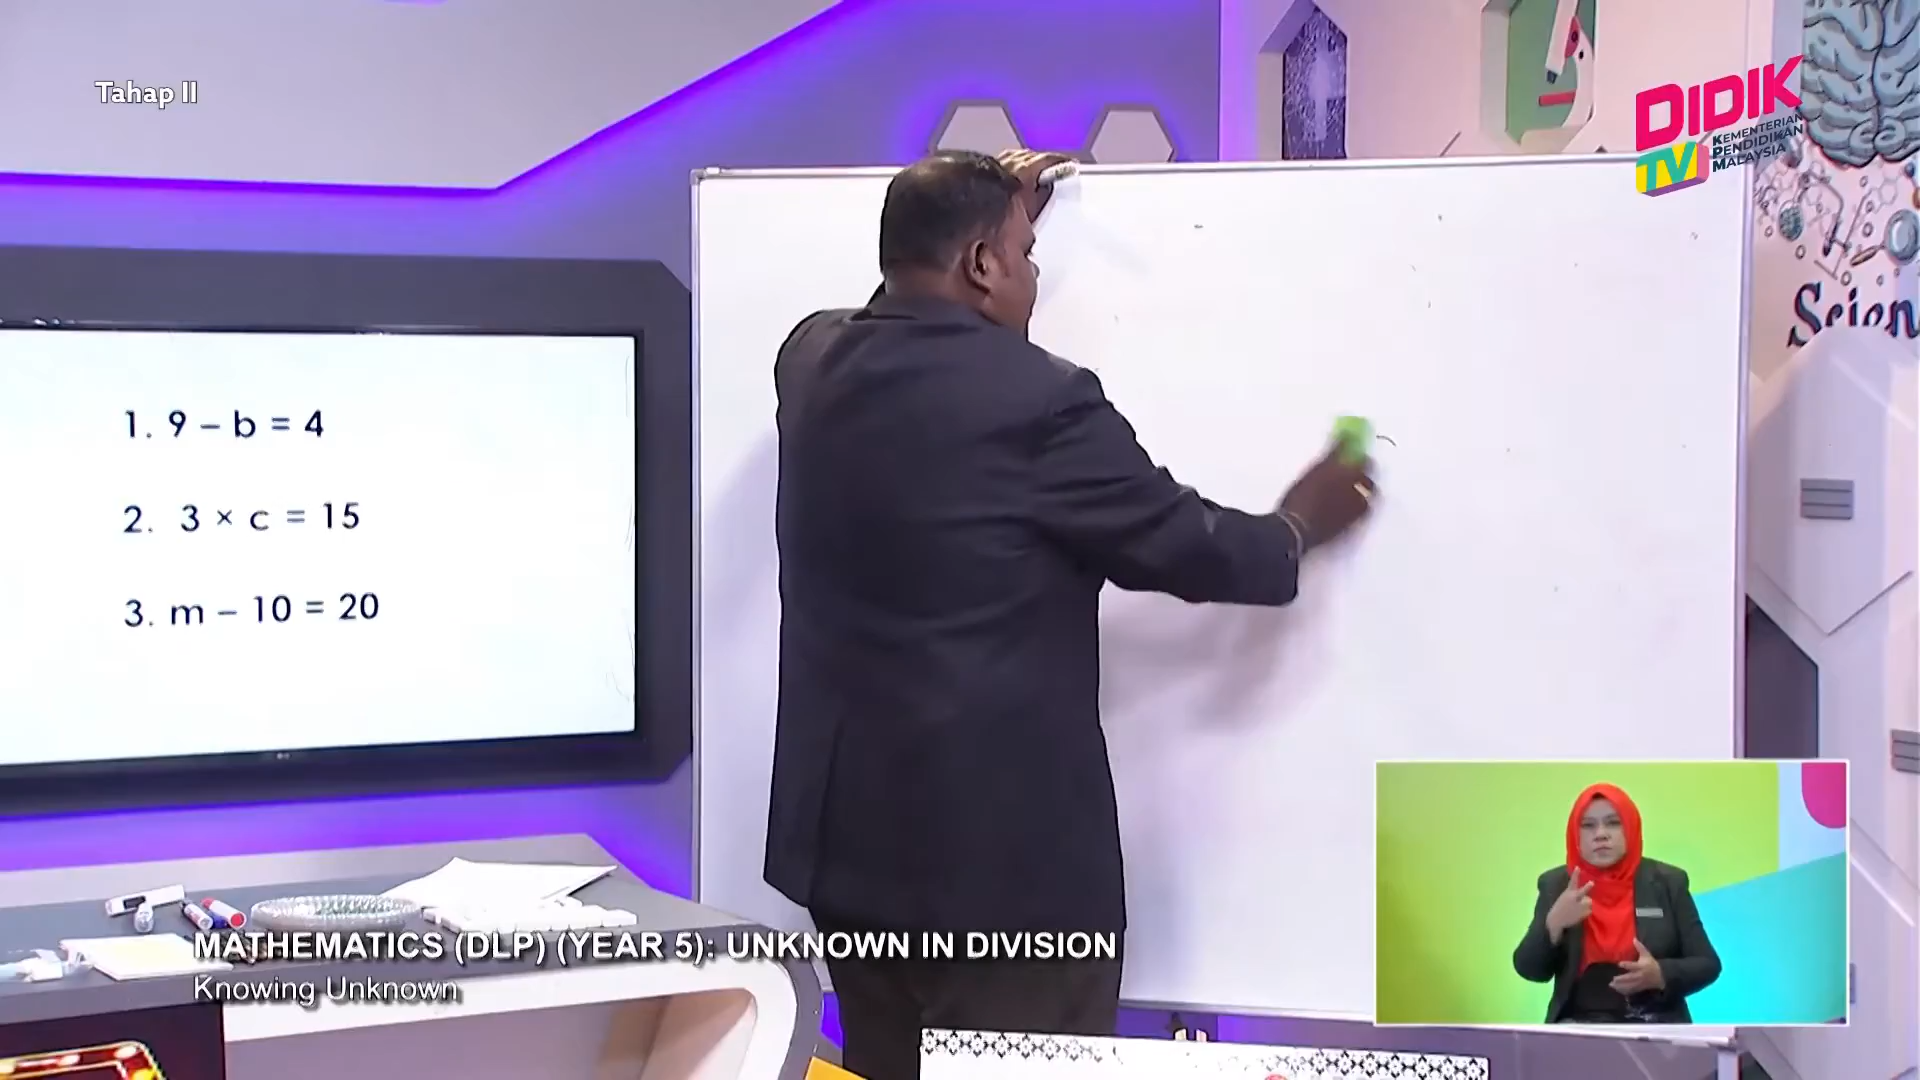 Tahap II
DIDIK
TV
KEMENTERIAN
PENDIDIKAN
MALAYSIA
1. 9 – b = 4
2. 3 × c = 15
3. m – 10 = 20
MATHEMATICS (DLP) (YEAR 5): UNKNOWN IN DIVISION
Knowing Unknown